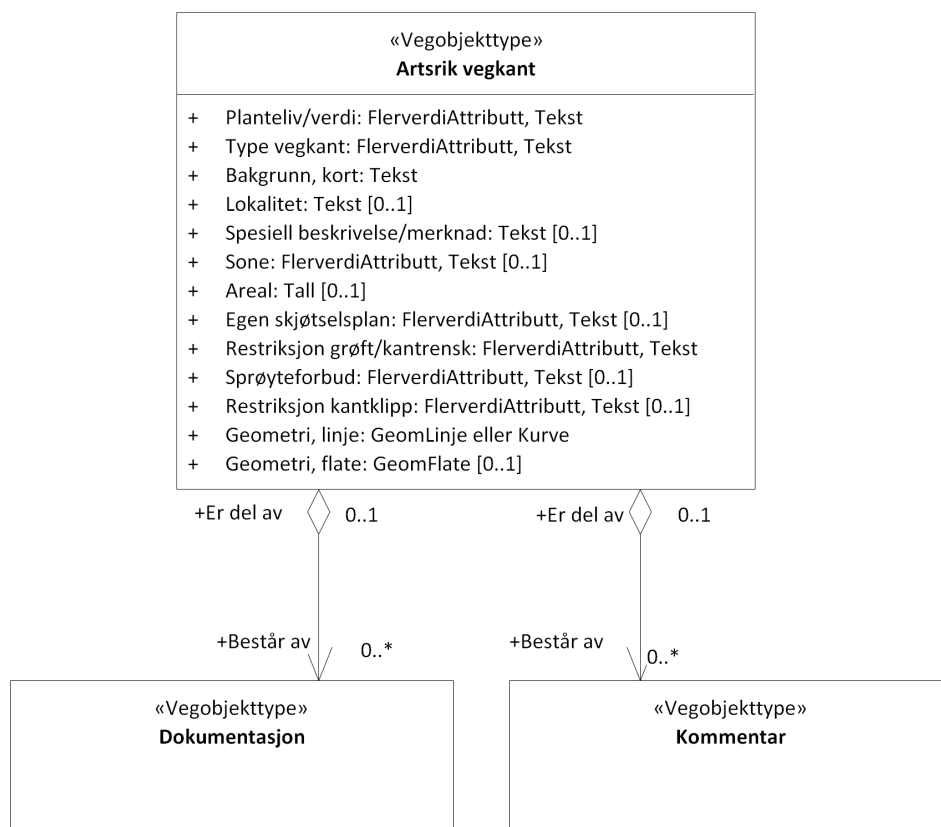 «Vegobjekttype»
Artsrik vegkant
+ Planteliv/verdi: FlerverdiAttributt, Tekst
+ Type vegkant: FlerverdiAttributt, Tekst
+ Bakgrunn, kort: Tekst
+ Lokalitet: Tekst [0..1]
+ Spesiell beskrivelse/merknad: Tekst [0..1]
+ Sone: FlerverdiAttributt, Tekst [0..1]
+ Areal: Tall [0..1]
+ Egen skjøtselsplan: FlerverdiAttributt, Tekst [0..1]
+ Restriksjon grøft/kantrensk: FlerverdiAttributt, Tekst
+ Sprøyteforbud: FlerverdiAttributt, Tekst [0..1]
+ Restriksjon kantklipp: FlerverdiAttributt, Tekst [0..1]
+ Geometri, linje: GeomLinje eller Kurve
+ Geometri, flate: GeomFlate [0..1]
+Er del av 0..1 +Er del av 0..1
+Består av 0..* +Består av 0..*
«Vegobjekttype» «Vegobjekttype»
Dokumentasjon Kommentar